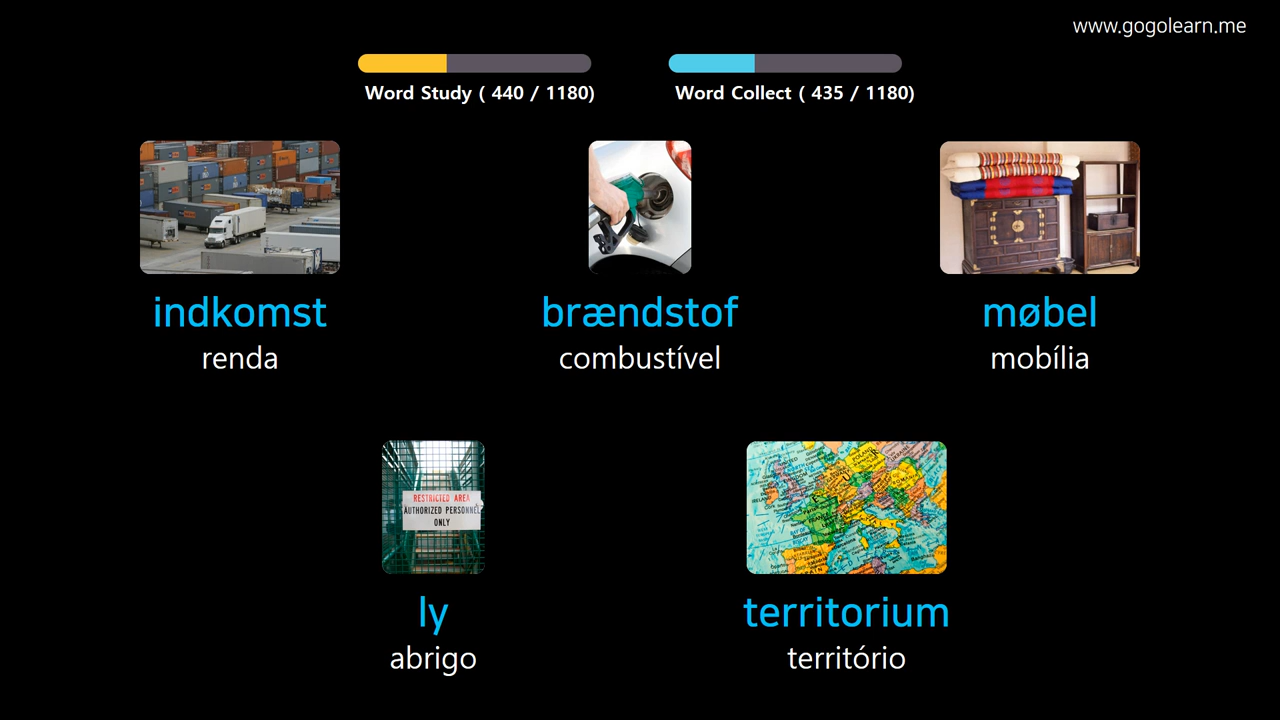 www.gogolearn.me
Word Study ( 440 / 1180)
Word Collect ( 435 / 1180)
indkomst
renda
brændstof
combustível
møbel
mobília
RESTRICTED AREA
AUTHORIZED PERSONNEL
ONLY
ly
abrigo
territorium
território